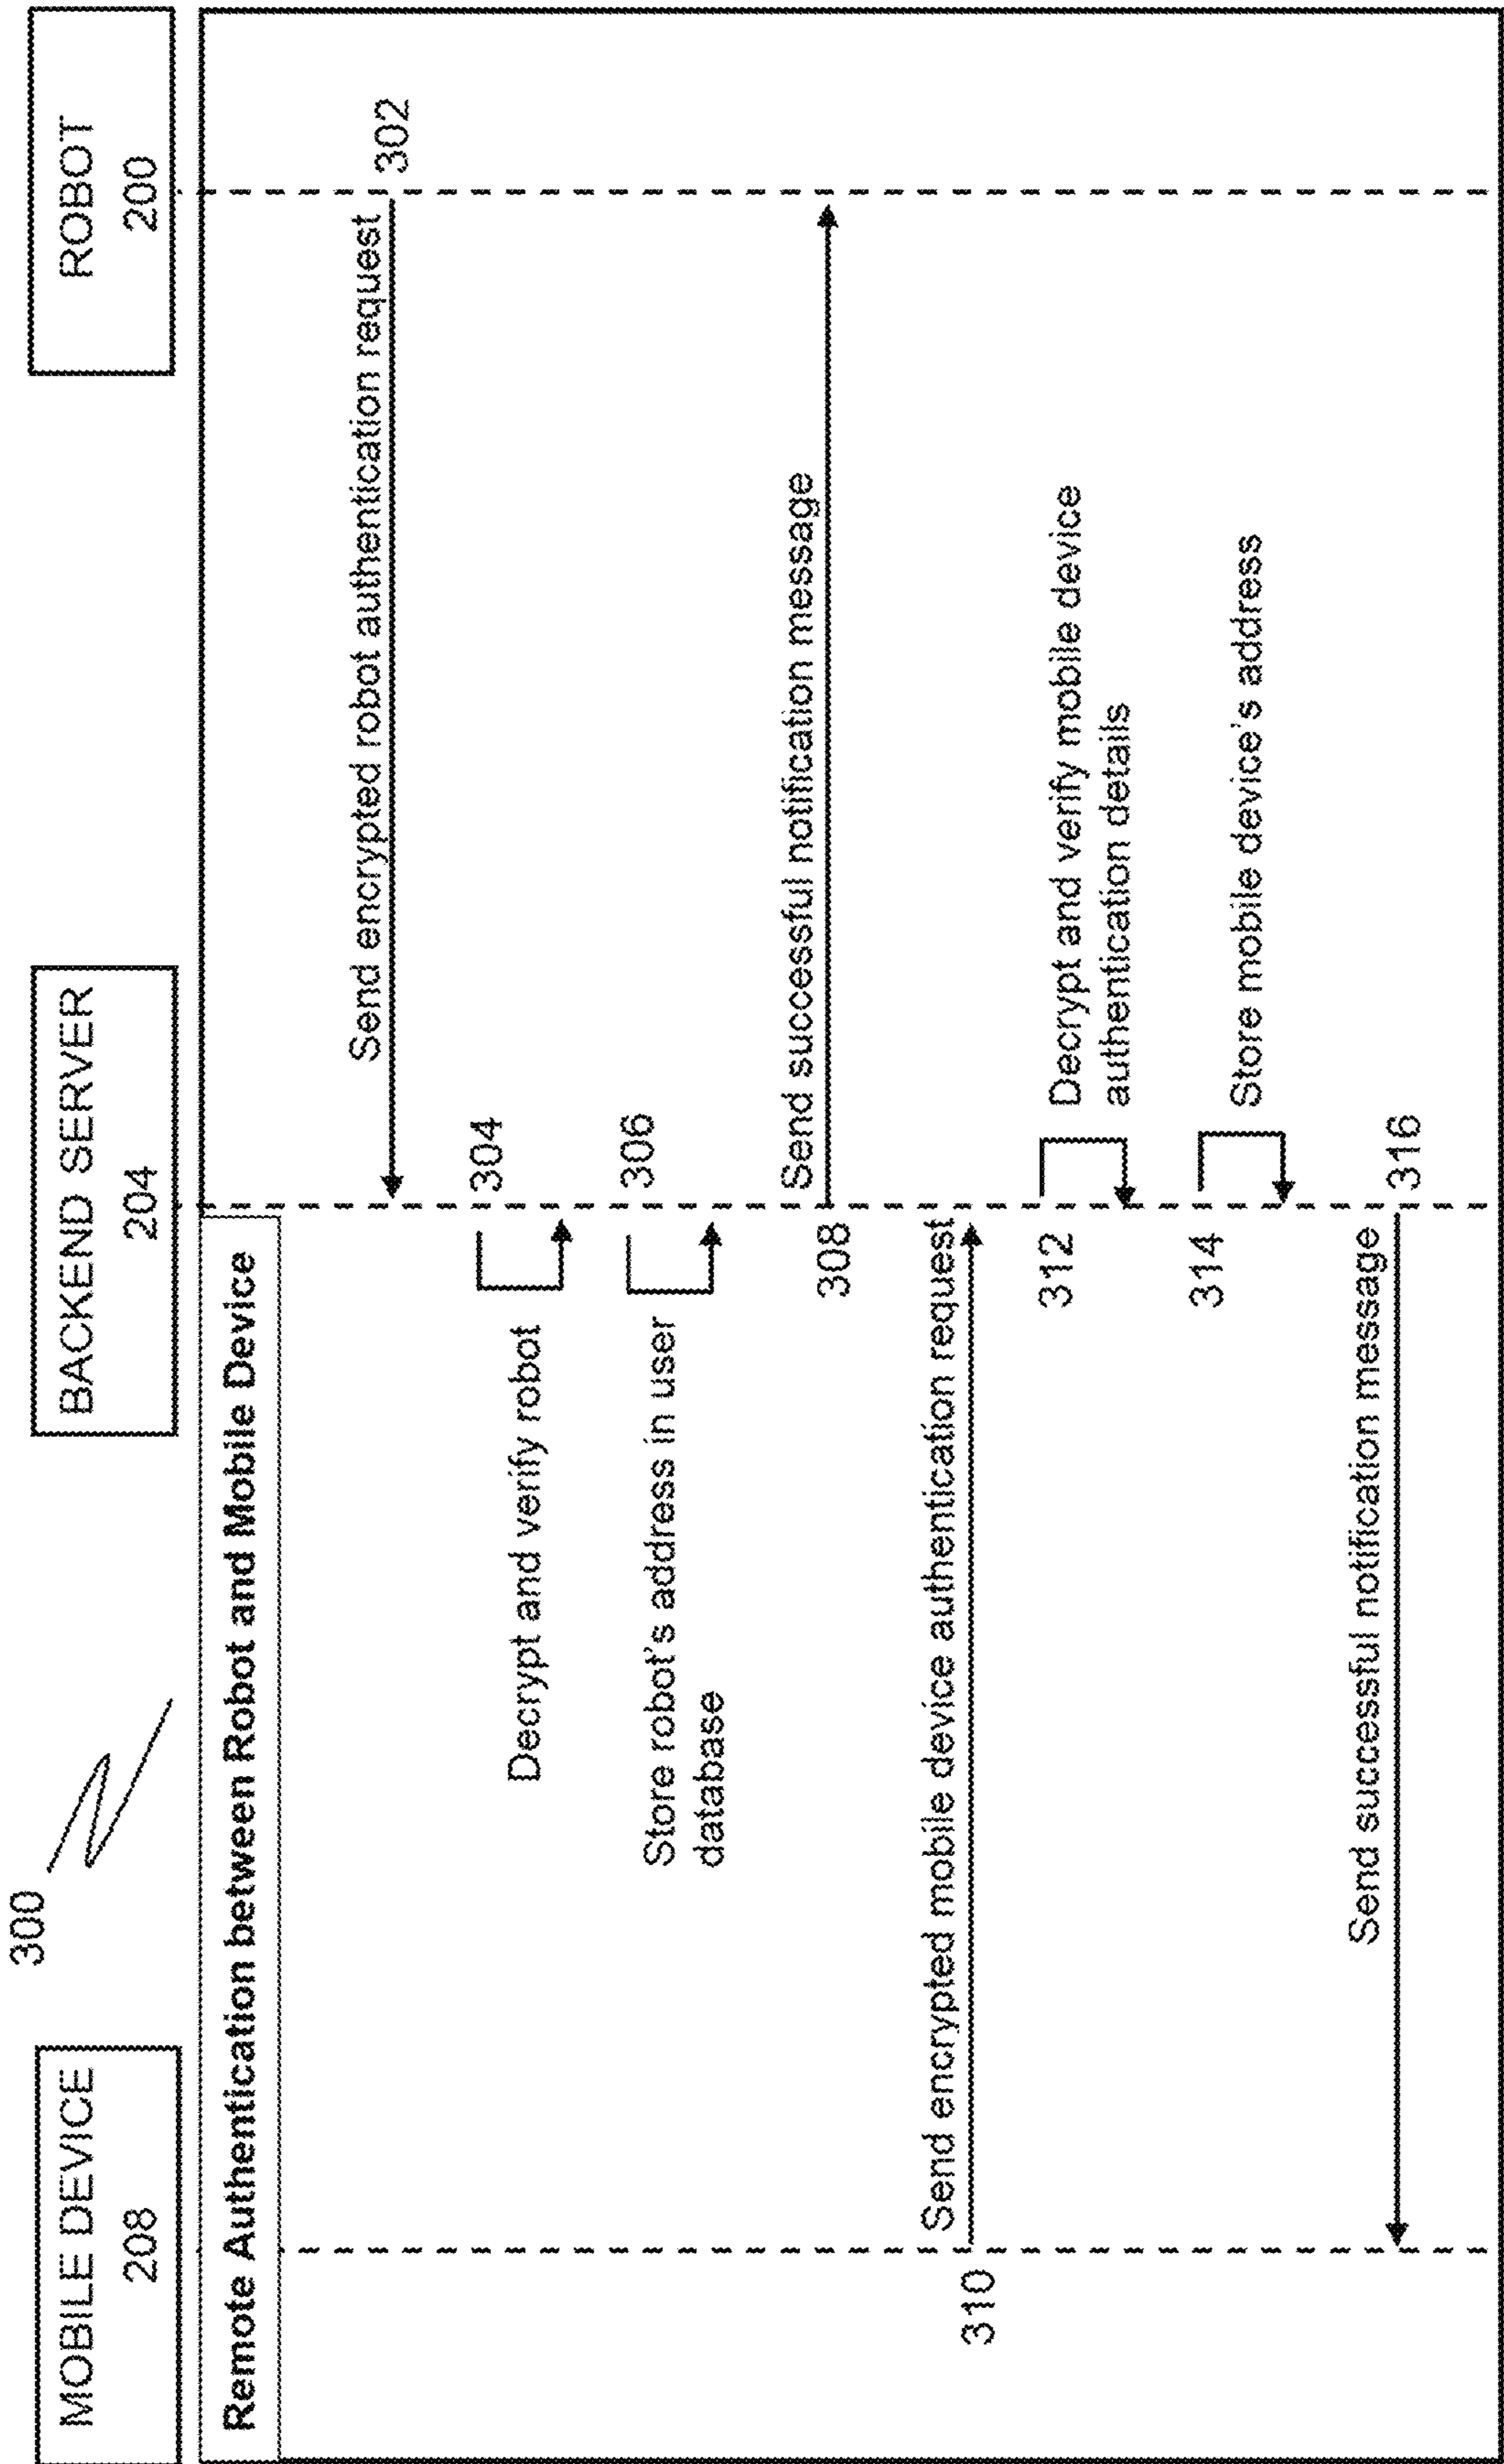 300
MOBILE DEVICE
208
BACKEND SERVER
204
ROBOT
200
Remote Authentication between Robot and Mobile Device
Send encrypted robot authentication request
302
304
Decrypt and verify robot
306
Store robot's address in user
database
Send successful notification message
308
Send encrypted mobile device authentication request
310
312
Decrypt and verify mobile device
authentication details
314
Store mobile device's address
316
Send successful notification message